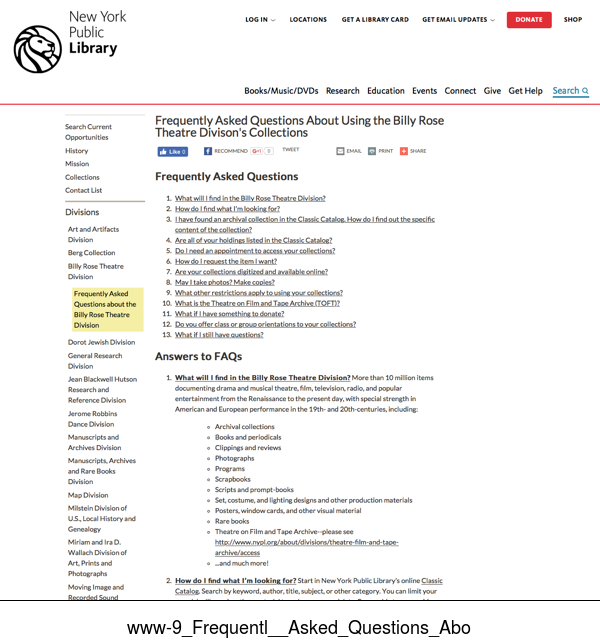 New York
Public
Library
LOG IN
LOCATIONS
GET A LIBRARY CARD
GET EMAIL UPDATES
DONATE
SHOP
Books/Music/DVDs Research Education Events Connect Give Get Help Search
Search Current
Opportunities
History
Mission
Collections
Contact List
Divisions
Art and Artifacts
Division
Berg Collection
Billy Rose Theatre
Division
Frequently Asked
Questions about the
Billy Rose Theatre
Division
Dorot Jewish Division
General Research
Division
Jean Blackwell Hutson
Research and
Reference Division
Jerome Robbins
Dance Division
Manuscripts and
Archives Division
Manuscripts, Archives
and Rare Books
Division
Map Division
Milstein Division of
U.S., Local History and
Genealogy
Miriam and Ira D.
Wallach Division of
Art, Prints and
Photographs
Moving Image and
Recorded Sound
Frequently Asked Questions About Using the Billy Rose
Theatre Divison's Collections
Like 0
RECOMMEND
G+1 0
TWEET
EMAIL
PRINT
SHARE
Frequently Asked Questions
1. What will I find in the Billy Rose Theatre Division?
2. How do I find what I'm looking for?
3. I have found an archival collection in the Classic Catalog. How do I find out the specific
content of the collection?
4. Are all of your holdings listed in the Classic Catalog?
5. Do I need an appointment to access your collections?
6. How do I request the item I want?
7. Are your collections digitized and available online?
8. May I take photos? Make copies?
9. What other restrictions apply to using your collections?
10. What is the Theatre on Film and Tape Archive (TOFT)?
11. What if I have something to donate?
12. Do you offer class or group orientations to your collections?
13. What if I still have questions?
Answers to FAQs
1. What will I find in the Billy Rose Theatre Division? More than 10 million items
documenting drama and musical theatre, film, television, radio, and popular
entertainment from the Renaissance to the present day, with special strength in
American and European performance in the 19th- and 20th-centuries, including:
Archival collections
Books and periodicals
Clippings and reviews
Photographs
Programs
Scrapbooks
Scripts and prompt-books
Set, costume, and lighting designs and other production materials
Posters, window cards, and other visual material
Rare books
Theatre on Film and Tape Archive--please see
http://www.nypl.org/about/divisions/theatre-film-and-tape-
archive/access
...and much more!
2. How do I find what I'm looking for? Start in New York Public Library's online Classic
Catalog. Search by keyword, author, title, subject, or other category. You can limit your
www-9_Frequentl__Asked_Questions_Abo